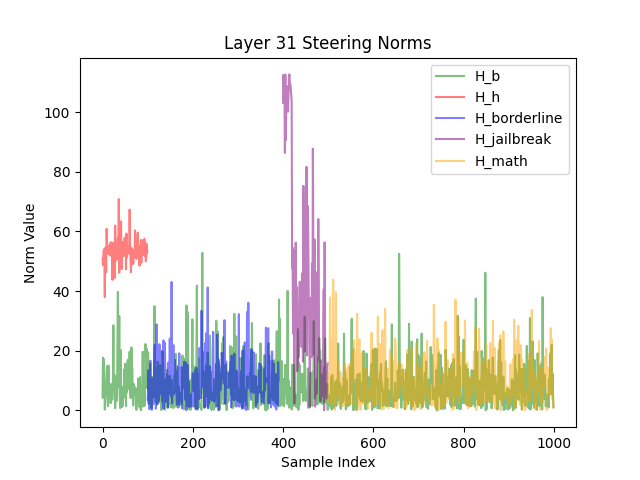 Layer 31 Steering Norms
H_b
H_h
H_borderline
H_jailbreak
H_math
Norm Value
100
80
60
40
20
0
0 200 400 600 800 1000
Sample Index